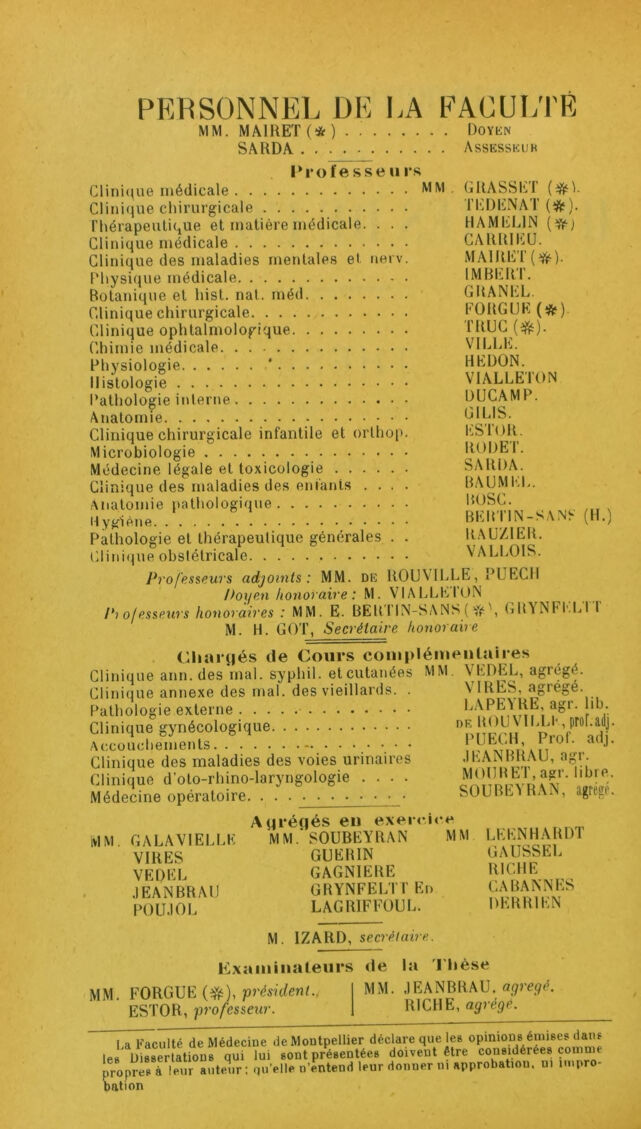 PERSONNEL DE LA FACULTÉ
MM. MAIRET (✻) . . . . . . . . DOYEN
SARDA . . . . . . . . . . . ASSESSEUR
Professeurs
Clinique médicale . . . . . . . . . . . . . MM. GRASSET (✻).
Clinique chirurgicale . . . . . . . . . . . TEDENAT (✻).
Thérapeutique et matière médicale. . . . HAMELIN (✻)
Clinique médicale . . . . . . . . . . . . . CARRIEU.
Clinique des maladies mentales et nerv. MAIRET (✻).
Physique médicale. . . . . . . . . . . . . IMBERT.
Botanique et hist. nat. méd. . . . . . . . GRANEL.
Clinique chirurgicale. . . . . . . . . . . . FORGUE (✻)
Clinique ophtalmologique. . . . . . . . . TRUC (✻).
Chimie médicale. . . . . . . . . . . . . . VILLE.
Physiologie. . . . . . . . . . . . . . . . . HEDON.
Histologie . . . . . . . . . . . . . . . . . VIALLETON
Pathologie interne . . . . . . . . . . . . . DUCAMP.
Anatomie. . . . . . . . . . . . . . . . . . GILIS.
Clinique chirurgicale infantile et orthop. ESTOR.
Microbiologie . . . . . . . . . . . . . . . RODET.
Médecine légale et toxicologie . . . . . . SARDA.
Clinique des maladies des enfants . . . . BAUMEL.
Anatomie pathologique . . . . . . . . . . BOSC.
Hygiène. . . . . . . . . . . . . . . . . . . BERTIN-SANS (H.)
Pathologie et thérapeutique générales . . RAUZIER.
Clinique obstétricale. . . . . . . . . . . . VALLOIS.
Professeurs adjoints : MM. DE ROUVILLE, PUECH
Doyen honoraire : M. VIALLETON
Professeurs honoraires : MM. E. BERTIN-SANS (✻), GRYNFELTT
M. H. GOT, Secrétaire honoraire
Chargés de Cours complémentaires
Clinique ann. des mal. syphil. et cutanées MM. VEDEL, agrégé.
Clinique annexe des mal. des vieillards. . VIRES, agrégé.
Pathologie externe . . . . . . . . . . . . . LAPEYRE, agr. lib.
Clinique gynécologique. . . . . . . . . . . DE ROUVILLE, prof. adj.
Accouchements. . . . . . . . . . . . . . . PUECH, Prof. adj.
Clinique des maladies des voies urinaires JEANBRAU, agr.
Clinique d'oto-rhino-laryngologie . . . . MOURET, agr. libre.
Médecine opératoire. . . . . . . . . . . . SOUBEYRAN, agrégé.
Agrégés en exercice
MM. GALAVIELLE MM. SOUBEYRAN MM. LEENHARDT
VIRES GUERIN GAUSSEL
VEDEL GAGNIERE RICHE
JEANBRAU GRYNFELTT ED. CABANNES
POUJOL LAGRIFFOUL. DERRIEN
M. IZARD, secrétaire.
Examinateurs de la Thèse
MM. FORGUE (✻), président. MM. JEANBRAU, agregé.
ESTOR, professeur. RICHE, agrégé.
La Faculté de Médecine de Montpellier déclare que les opinions émises dans
les Dissertations qui lui sont présentées doivent être considérées comme
propres à leur auteur ; qu'elle n'entend leur donner ni approbation, ni impro-
bation